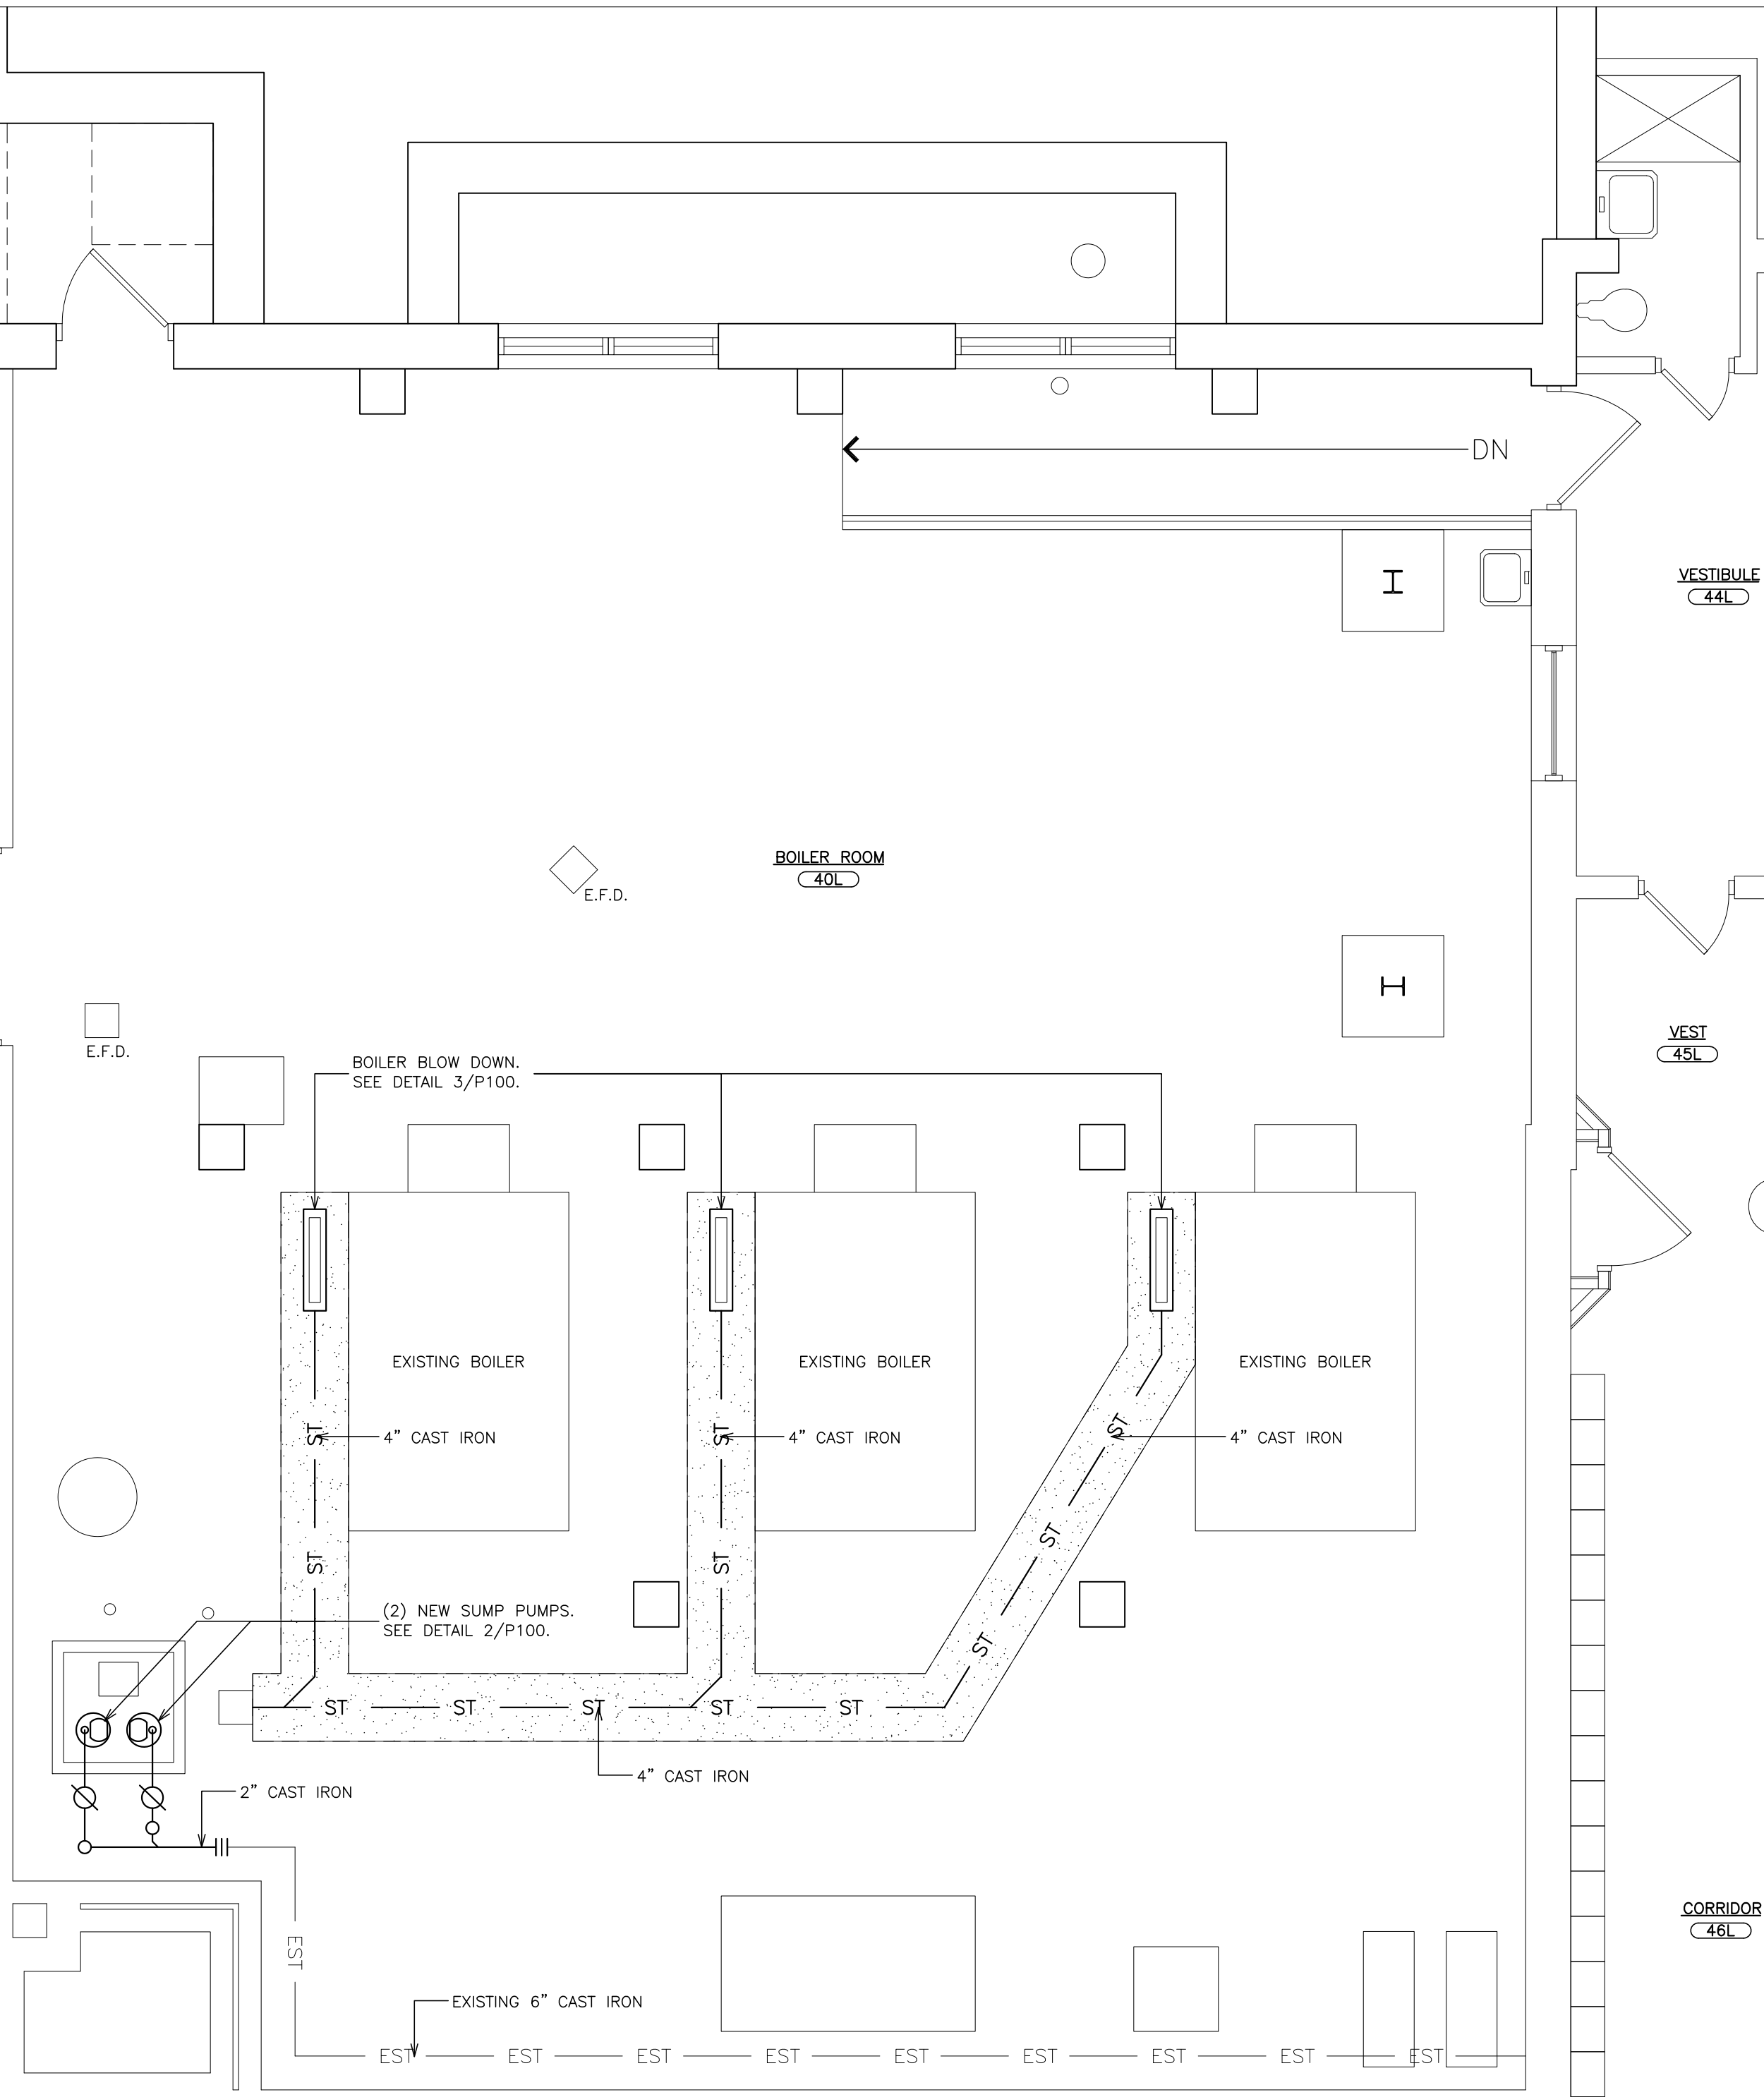 DN
VESTIBULE
44L
BOILER ROOM
40L
E.F.D.
H
H
VEST
45L
E.F.D.
BOILER BLOW DOWN.
SEE DETAIL 3/P100.
EXISTING BOILER
EXISTING BOILER
EXISTING BOILER
ST
4” CAST IRON
ST
4” CAST IRON
ST
4” CAST IRON
ST
ST
ST
(2) NEW SUMP PUMPS.
SEE DETAIL 2/P100.
ST
ST
ST
ST
ST
ST
4” CAST IRON
2” CAST IRON
CORRIDOR
46L
EST
EXISTING 6” CAST IRON
EST
EST
EST
EST
EST
EST
EST
EST
EST